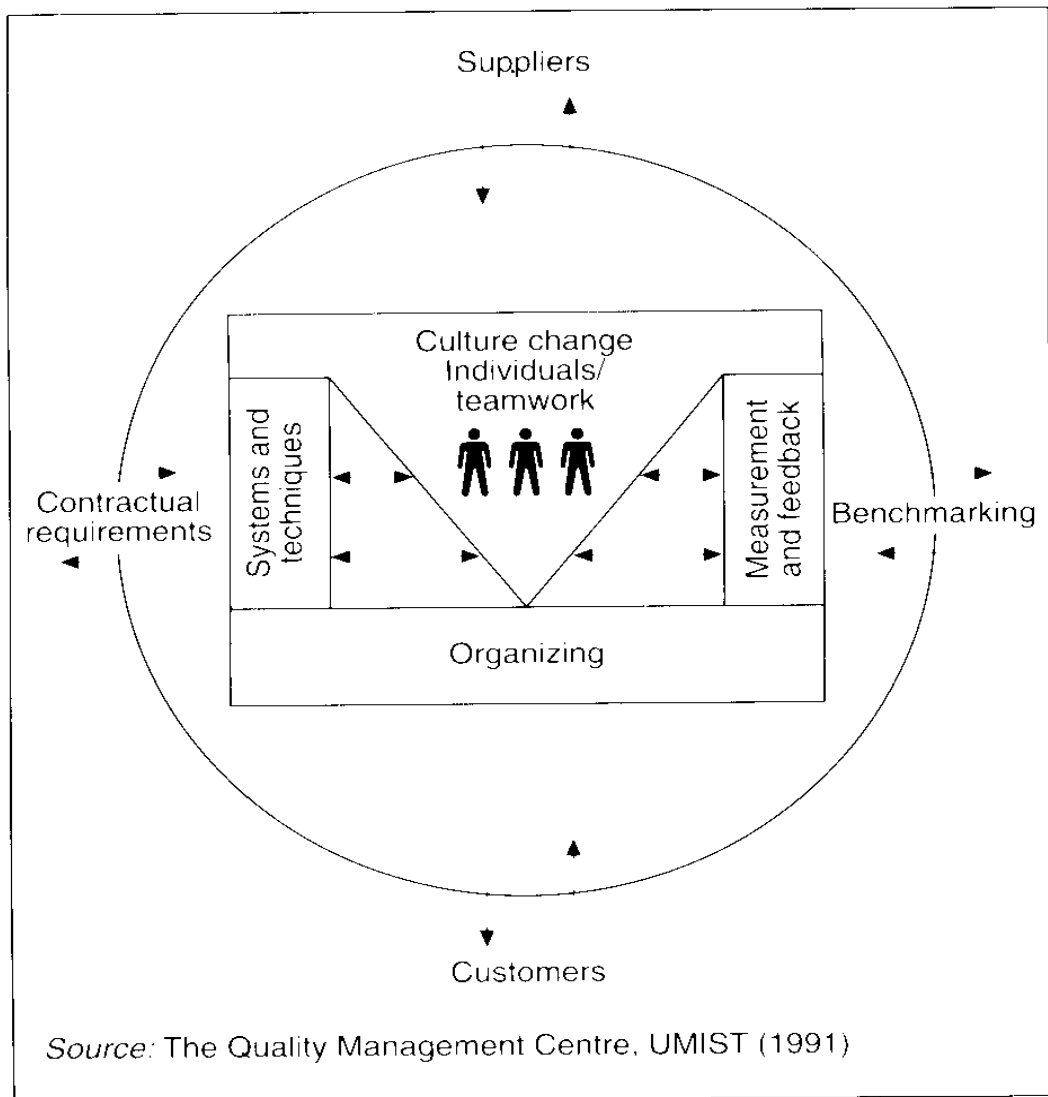 Suppliers
Culture change
Individuals/
teamwork
Systems and
techniques
Measurement
and feedback
Contractual
requirements
Benchmarking
Organizing
Customers
Source: The Quality Management Centre, UMIST (1991)